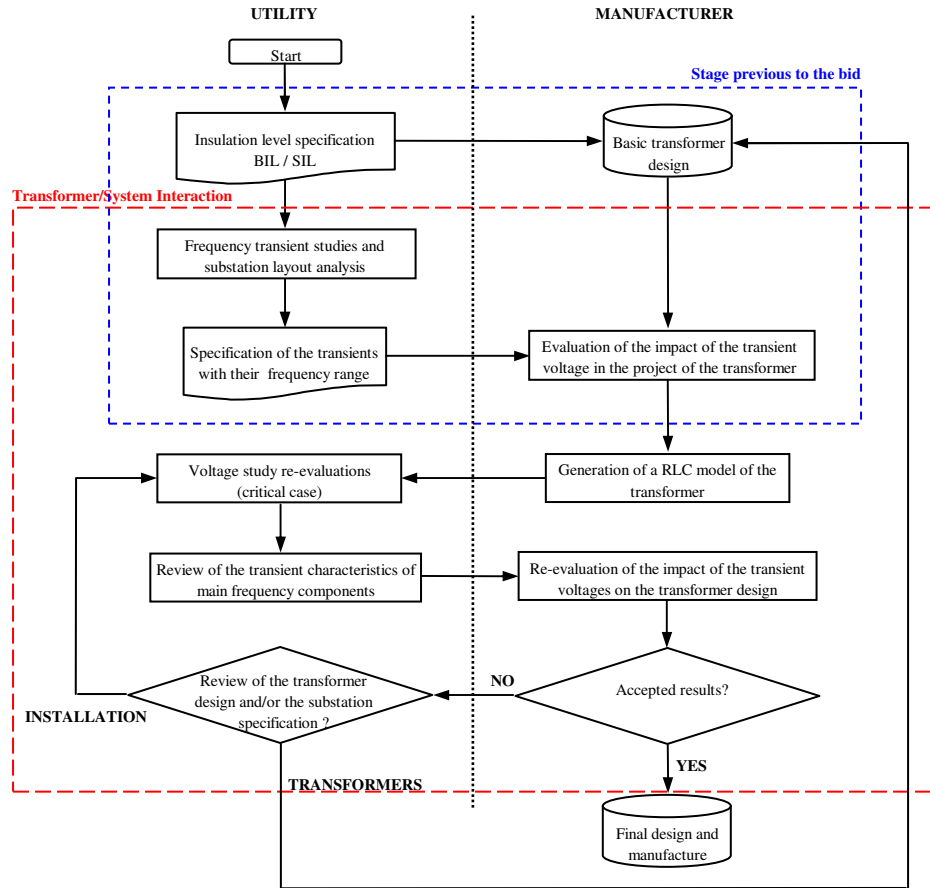 UTILITY
MANUFACTURER
Start
Stage previous to the bid
Insulation level specification
BIL / SIL
Basic transformer
design
Transformer/System Interaction
Frequency transient studies and
substation layout analysis
Specification of the transients
with their frequency range
Evaluation of the impact of the transient
voltage in the project of the transformer
Voltage study re-evaluations
(critical case)
Generation of a RLC model of the
transformer
Review of the transient characteristics of
main frequency components
Re-evaluation of the impact of the transient
voltages on the transformer design
Review of the transformer
design and/or the substation
specification ?
NO
Accepted results?
INSTALLATION
YES
TRANSFORMERS
Final design and
manufacture